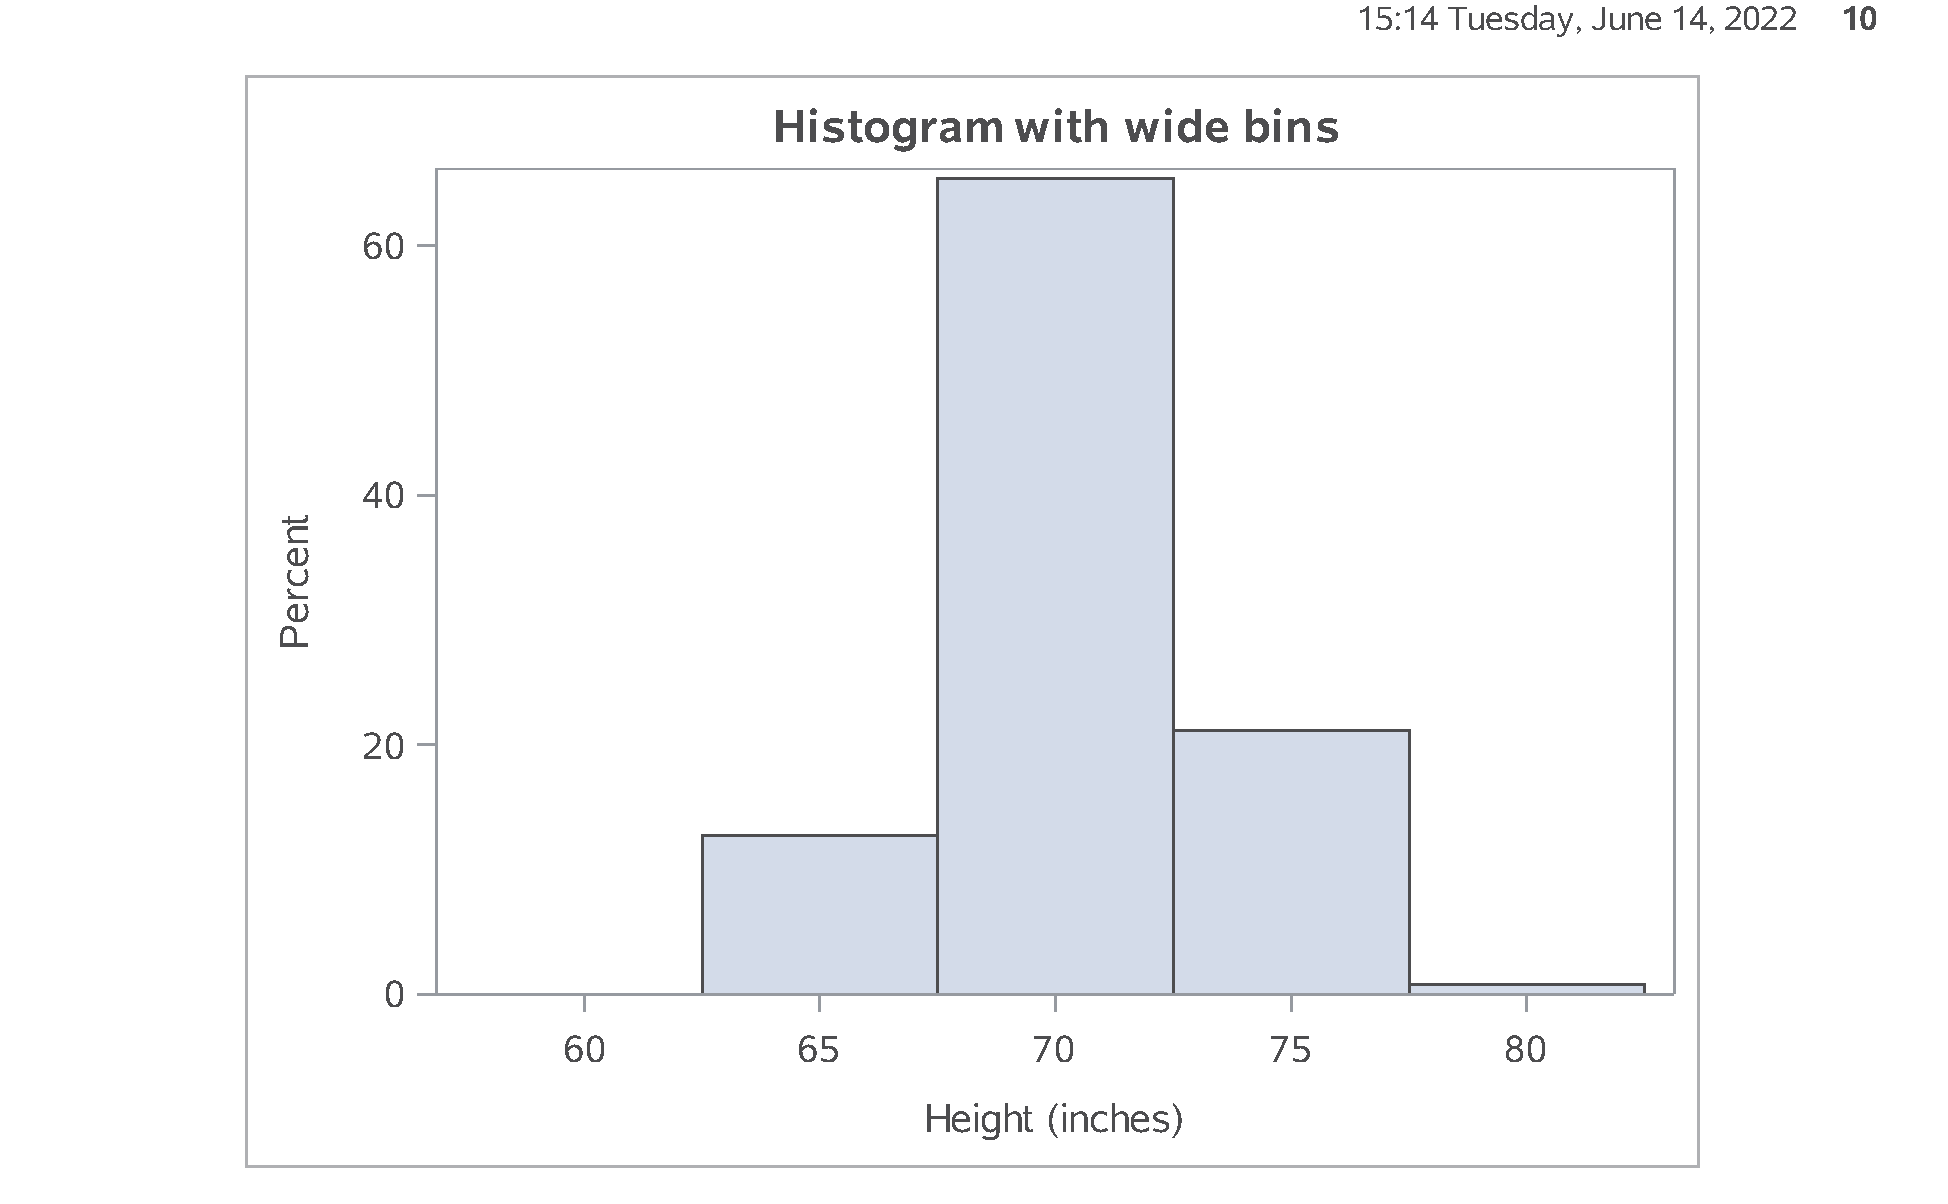 15:14 Tuesday, June 14, 2022 10
Histogram with wide bins
60
40
20
0
Percent
60 65 70 75 80
Height (inches)